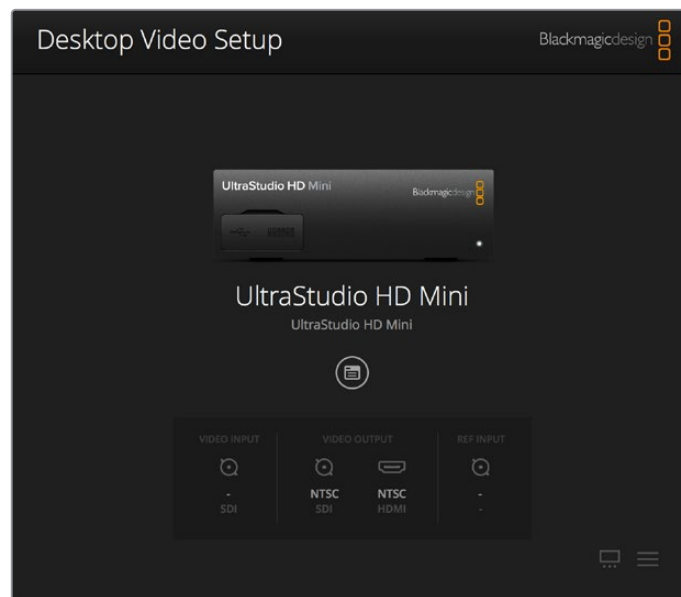 Desktop Video Setup
Blackmagicdesign
UltraStudio HD Mini
Blackmagicdesign
UltraStudio HD Mini
UltraStudio HD Mini
VIDEO INPUT VIDEO OUTPUT REF INPUT
- NTSC NTSC -
SDI SDI HDMI -